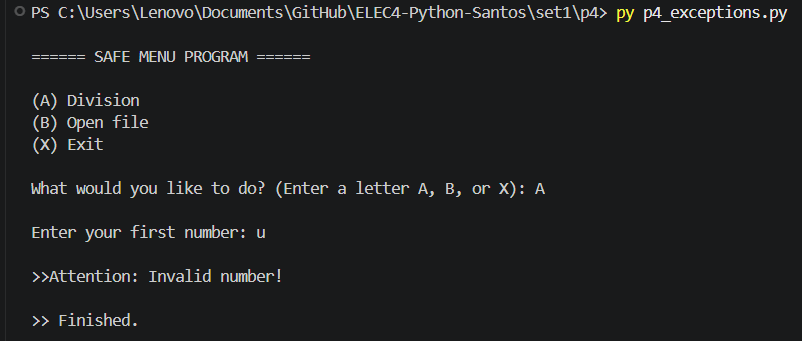 PS C:\Users\Lenovo\Documents\GitHub\ELEC4-Python-Santos\set1\p4> py p4_exceptions.py
====== SAFE MENU PROGRAM ======
(A) Division
(B) Open file
(X) Exit
What would you like to do? (Enter a letter A, B, or X): A
Enter your first number: u
>>Attention: Invalid number!
>> Finished.